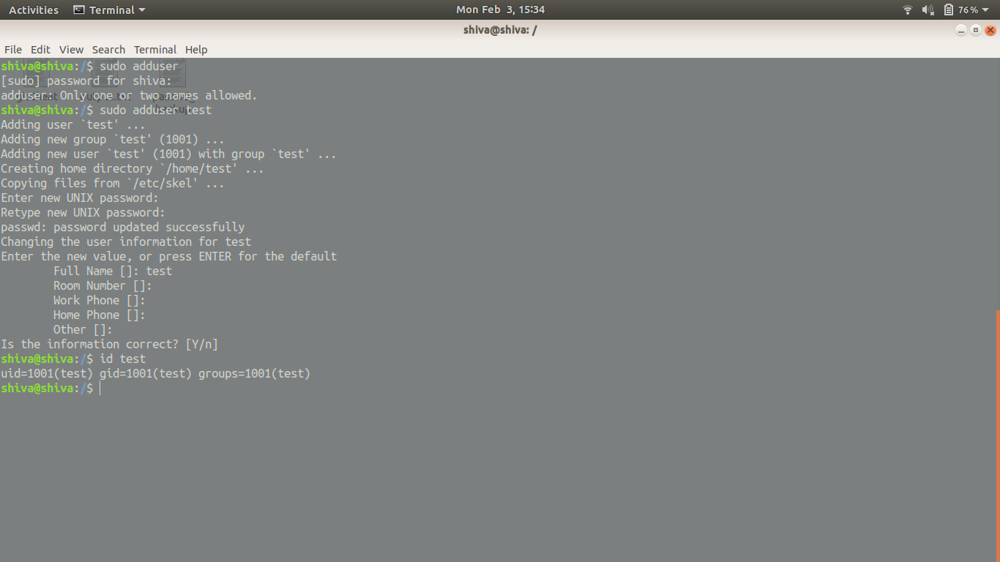 Activities Terminal Mon Feb 3, 15:34 76%
shiva@shiva: /
File Edit View Search Terminal Help
shiva@shiva:/$ sudo adduser
[sudo] password for shiva:
adduser: Only one or two names allowed.
shiva@shiva:/$ sudo adduser test
Adding user `test' ...
Adding new group `test' (1001) ...
Adding new user `test' (1001) with group `test' ...
Creating home directory `/home/test' ...
Copying files from `/etc/skel' ...
Enter new UNIX password:
Retype new UNIX password:
passwd: password updated successfully
Changing the user information for test
Enter the new value, or press ENTER for the default
Full Name []: test
Room Number []:
Work Phone []:
Home Phone []:
Other []:
Is the information correct? [Y/n]
shiva@shiva:/$ id test
uid=1001(test) gid=1001(test) groups=1001(test)
shiva@shiva:/$